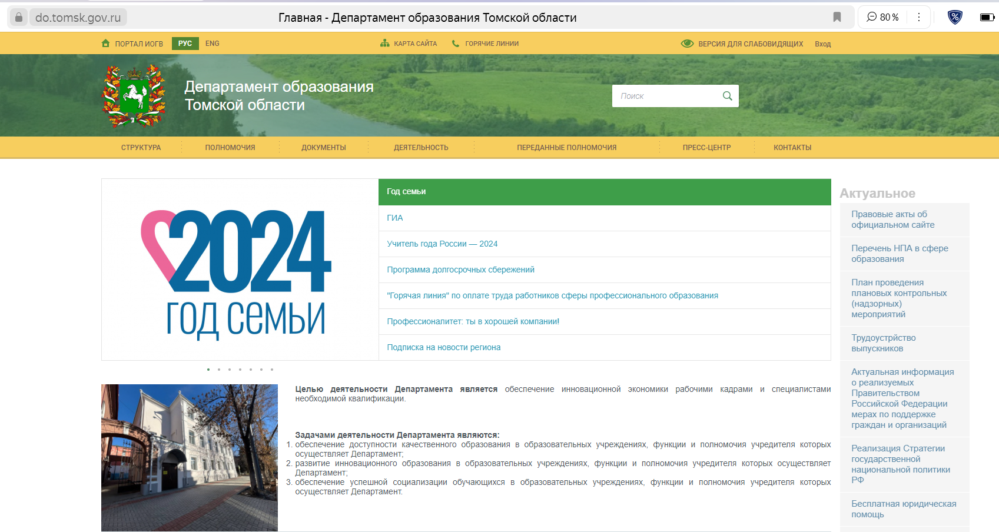 do.tomsk.gov.ru
Главная - Департамент образования Томской области
80 %
ПОРТАЛ ИОГВ
РУС
ENG
КАРТА САЙТА
ГОРЯЧИЕ ЛИНИИ
ВЕРСИЯ ДЛЯ СЛАБОВИДЯЩИХ
Вход
Департамент образования
Томской области
Поиск
СТРУКТУРА
ПОЛНОМОЧИЯ
ДОКУМЕНТЫ
ДЕЯТЕЛЬНОСТЬ
ПЕРЕДАННЫЕ ПОЛНОМОЧИЯ
ПРЕСС-ЦЕНТР
КОНТАКТЫ
2024
ГОД СЕМЬИ
Год семьи
ГИА
Учитель года России — 2024
Программа долгосрочных сбережений
"Горячая линия" по оплате труда работников сферы профессионального образования
Профессионалитет: ты в хорошей компании!
Подписка на новости региона
Целью деятельности Департамента является обеспечение инновационной экономики рабочими кадрами и специалистами
необходимой квалификации.
Задачами деятельности Департамента являются:
1. обеспечение доступности качественного образования в образовательных учреждениях, функции и полномочия учредителя которых
осуществляет Департамент;
2. развитие инновационного образования в образовательных учреждениях, функции и полномочия учредителя которых осуществляет
Департамент;
3. обеспечение успешной социализации обучающихся в образовательных учреждениях, функции и полномочия учредителя которых
осуществляет Департамент.
Актуальное
Правовые акты об
официальном сайте
Перечень НПА в сфере
образования
План проведения
плановых контрольных
(надзорных)
мероприятий
Трудоустрйство
выпускников
Актуальная информация
о реализуемых
Правительством
Российской Федерации
мерах по поддержке
граждан и организаций
Реализация Стратегии
государственной
национальной политики
РФ
Бесплатная юридическая
помощь